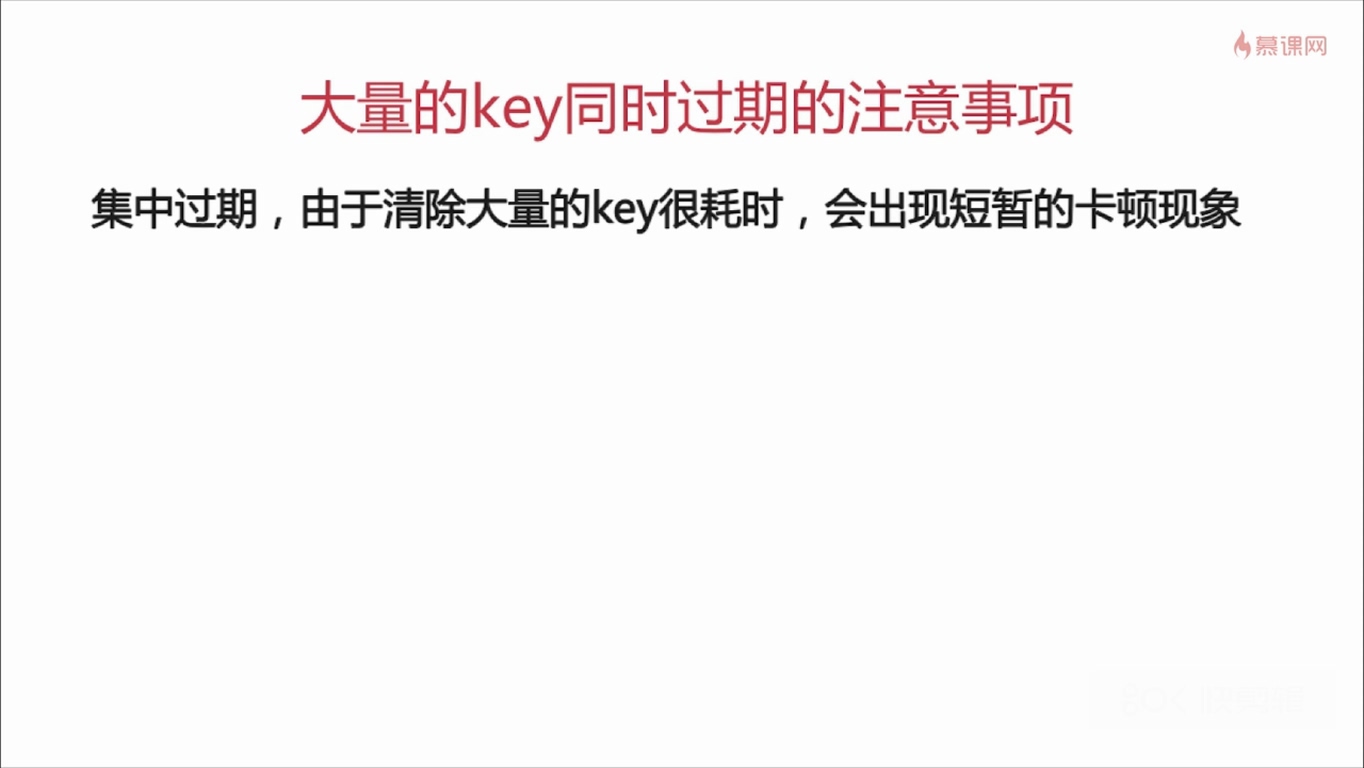 慕课网
大量的key同时过期的注意事项
集中过期，由于清除大量的key很耗时，会出现短暂的卡顿现象